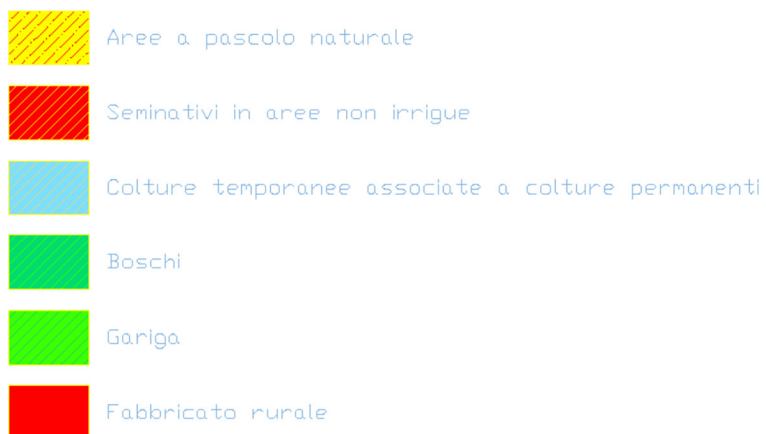 Aree a pascolo naturale
Seminativi in aree non irrigue
Colture temporanee associate a colture permanenti
Boschi
Gariga
Fabbricato rurale